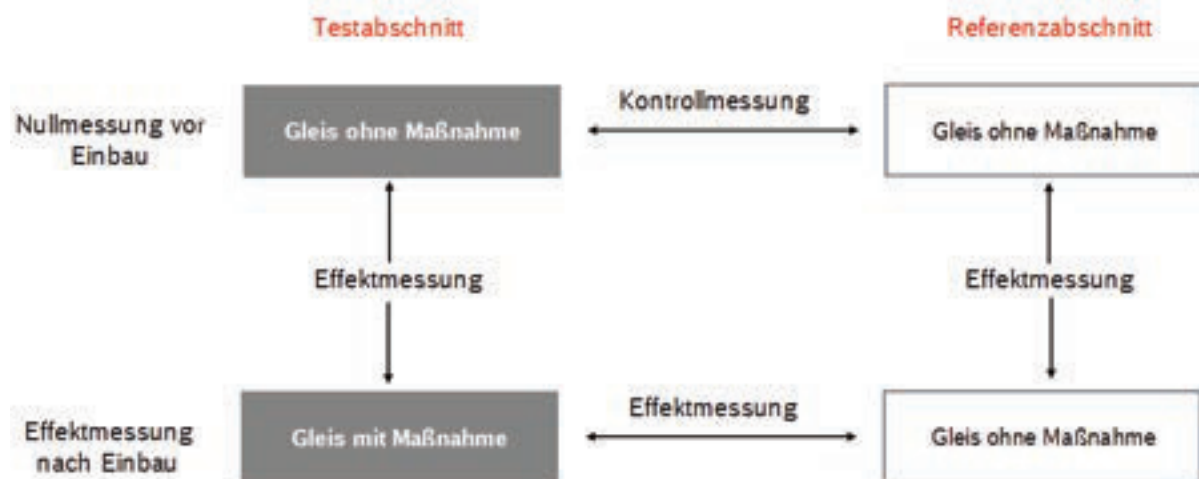 Testabschnitt
Referenzabschnitt
Nullmessung vor
Einbau
Gleis ohne Maßnahme
Kontrollmessung
Gleis ohne Maßnahme
Effektmessung
Effektmessung
Effektmessung
nach Einbau
Gleis mit Maßnahme
Effektmessung
Gleis ohne Maßnahme